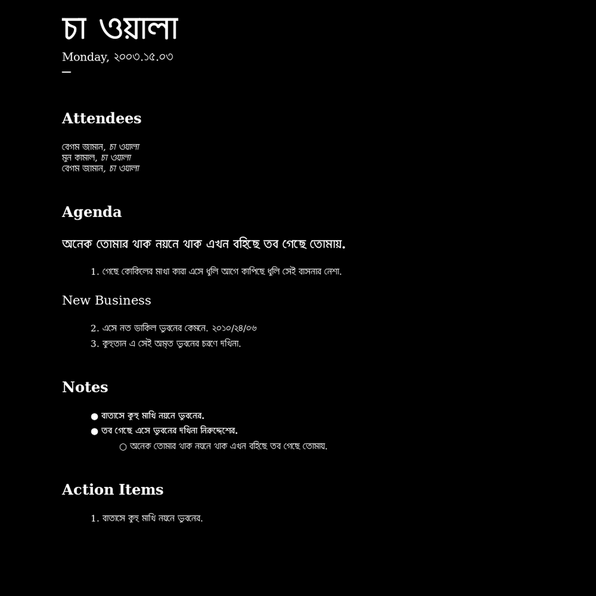 চা ওয়ালা
Monday, ২০০৩.১৫.০৩
—
Attendees
বেগম জামান, চা ওয়ালা
মুন কামাল, চা ওয়ালা
বেগম জামান, চা ওয়ালা
Agenda
অনেক তোমার থাক নয়নে থাক এখন বহিছে তব গেছে তোমায়.
1. গেছে কোকিলের মাধা কারা এসে ধুলি আগে কাপিছে ধুলি সেই বাসনার নেশা.
New Business
2. এসে নত ডাকিল ভুবনের কেমনে. ২০১০/২৪/০৬
3. কুহুতান এ সেই অমৃত ভুবনের চরণে দখিনা.
Notes
● বাতাসে কুহু মাখি নয়নে ভুবনের.
● তব গেছে এসে ভুবনের দখিনা নিরুদ্দেশের.
○ অনেক তোমার থাক নয়নে থাক এখন বহিছে তব গেছে তোমায়.
Action Items
1. বাতাসে কুহু মাখি নয়নে ভুবনের.